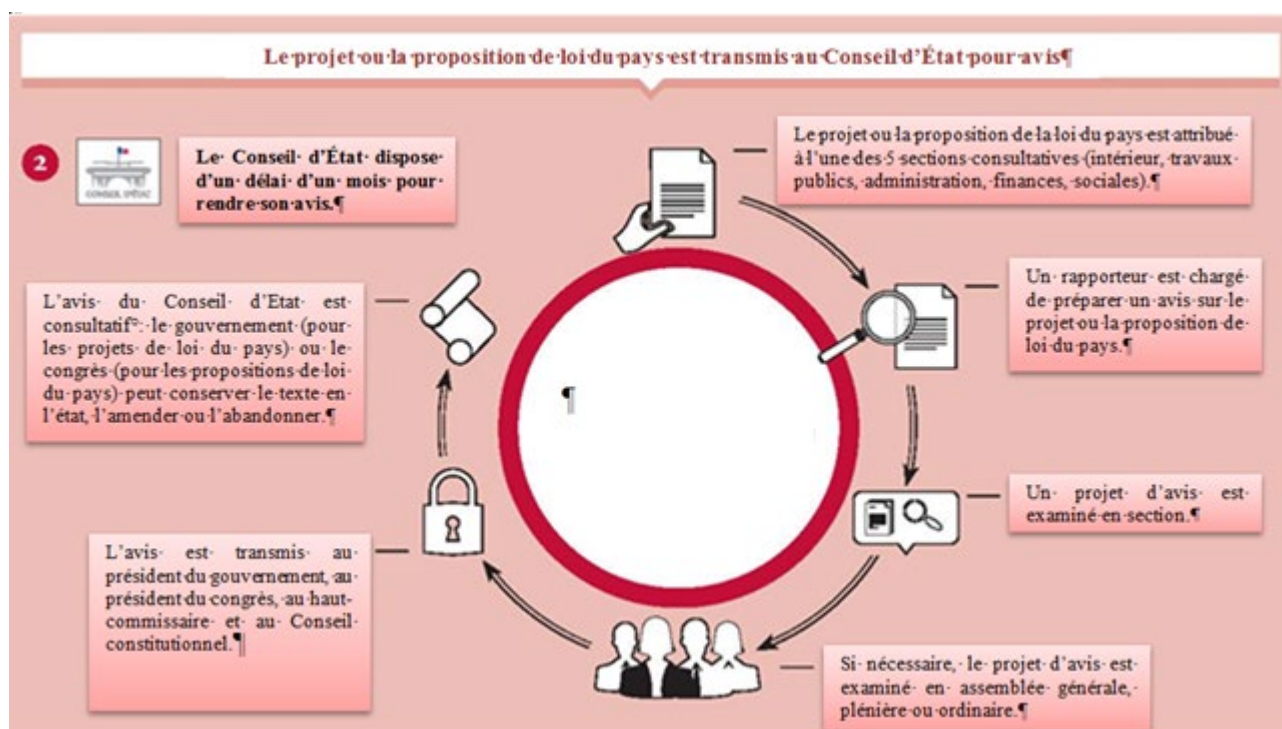 Le projet ou la proposition de loi du pays est transmis au Conseil d'État pour avis¶
2
CONSEIL D'ÉTAT
Le Conseil d'État dispose
d'un délai d'un mois pour
rendre son avis.¶
Le projet ou la proposition de la loi du pays est attribué
à l'une des 5 sections consultatives (intérieur, travaux
publics, administration, finances, sociales).¶
Un rapporteur est chargé
de préparer un avis sur le
projet ou la proposition de
loi du pays.¶
Un projet d'avis est
examiné en section.¶
Si nécessaire, le projet d'avis est
examiné en assemblée générale,
plénière ou ordinaire.¶
L'avis est transmis au
président du gouvernement, au
président du congrès, au haut-
commissaire et au Conseil
constitutionnel.¶
L'avis du Conseil d'Etat est
consultatif°: le gouvernement (pour
les projets de loi du pays) ou le
congrès (pour les propositions de loi
du pays) peut conserver le texte en
l'état, l'amender ou l'abandonner.¶
¶